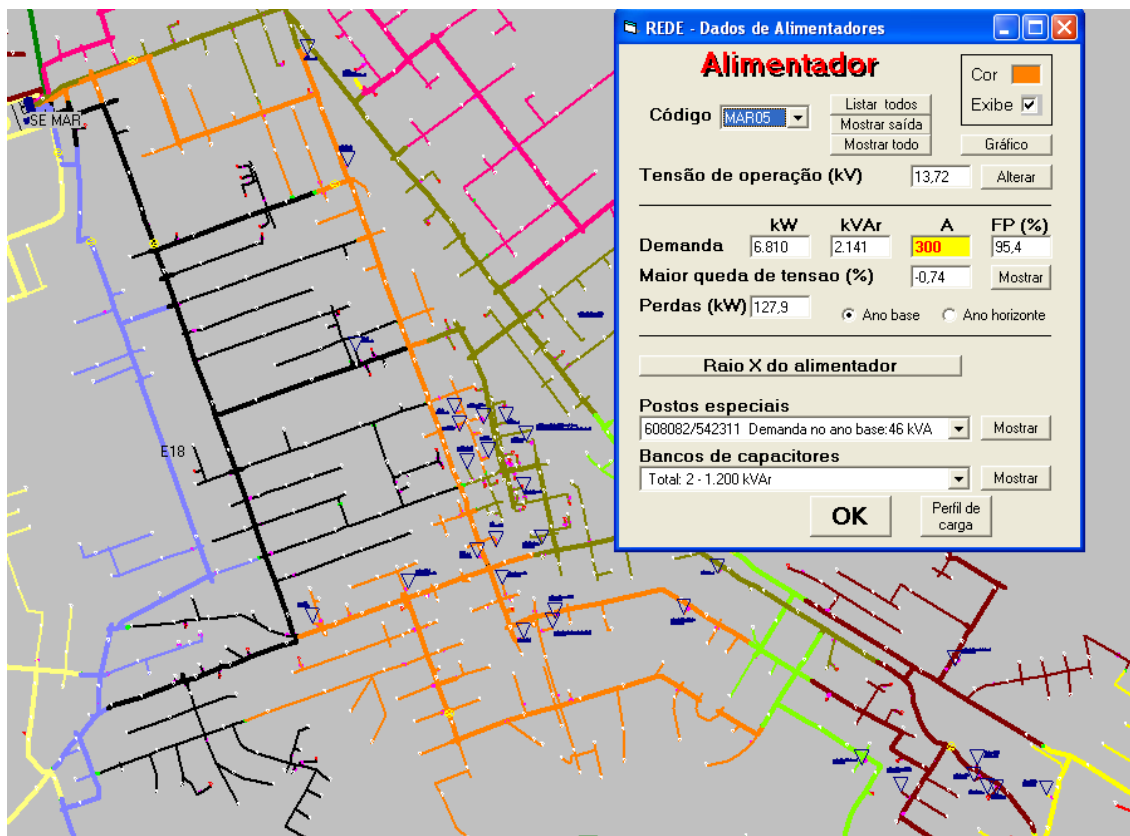 REDE - Dados de Alimentadores
Alimentador
Cor
Exibe
Código MAR05
Listar todos
Mostrar saída
Mostrar todo
Gráfico
Tensão de operação (kV) 13,72 Alterar
kW kVAr A FP (%)
Demanda 6.810 2.141 300 95,4
Maior queda de tensao (%) -0,74 Mostrar
Perdas (kW) 127,9 Ano base Ano horizonte
Raio X do alimentador
Postos especiais
608082/542311 Demanda no ano base:46 kVA Mostrar
Bancos de capacitores
Total: 2 - 1.200 kVAr Mostrar
OK
Perfil de
carga
SE MAR
E18